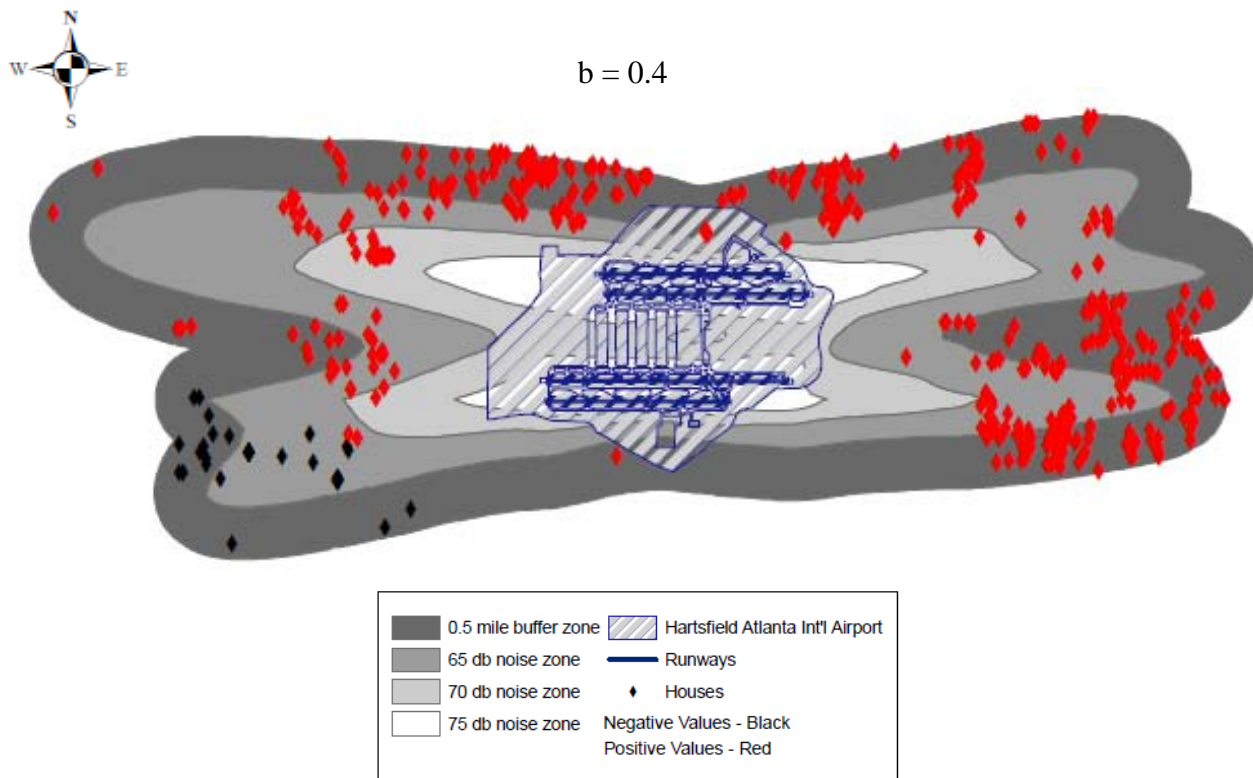 N
W E
S
b = 0.4
0.5 mile buffer zone Hartsfield Atlanta Int'l Airport
65 db noise zone Runways
70 db noise zone Houses
75 db noise zone Negative Values - Black
Positive Values - Red